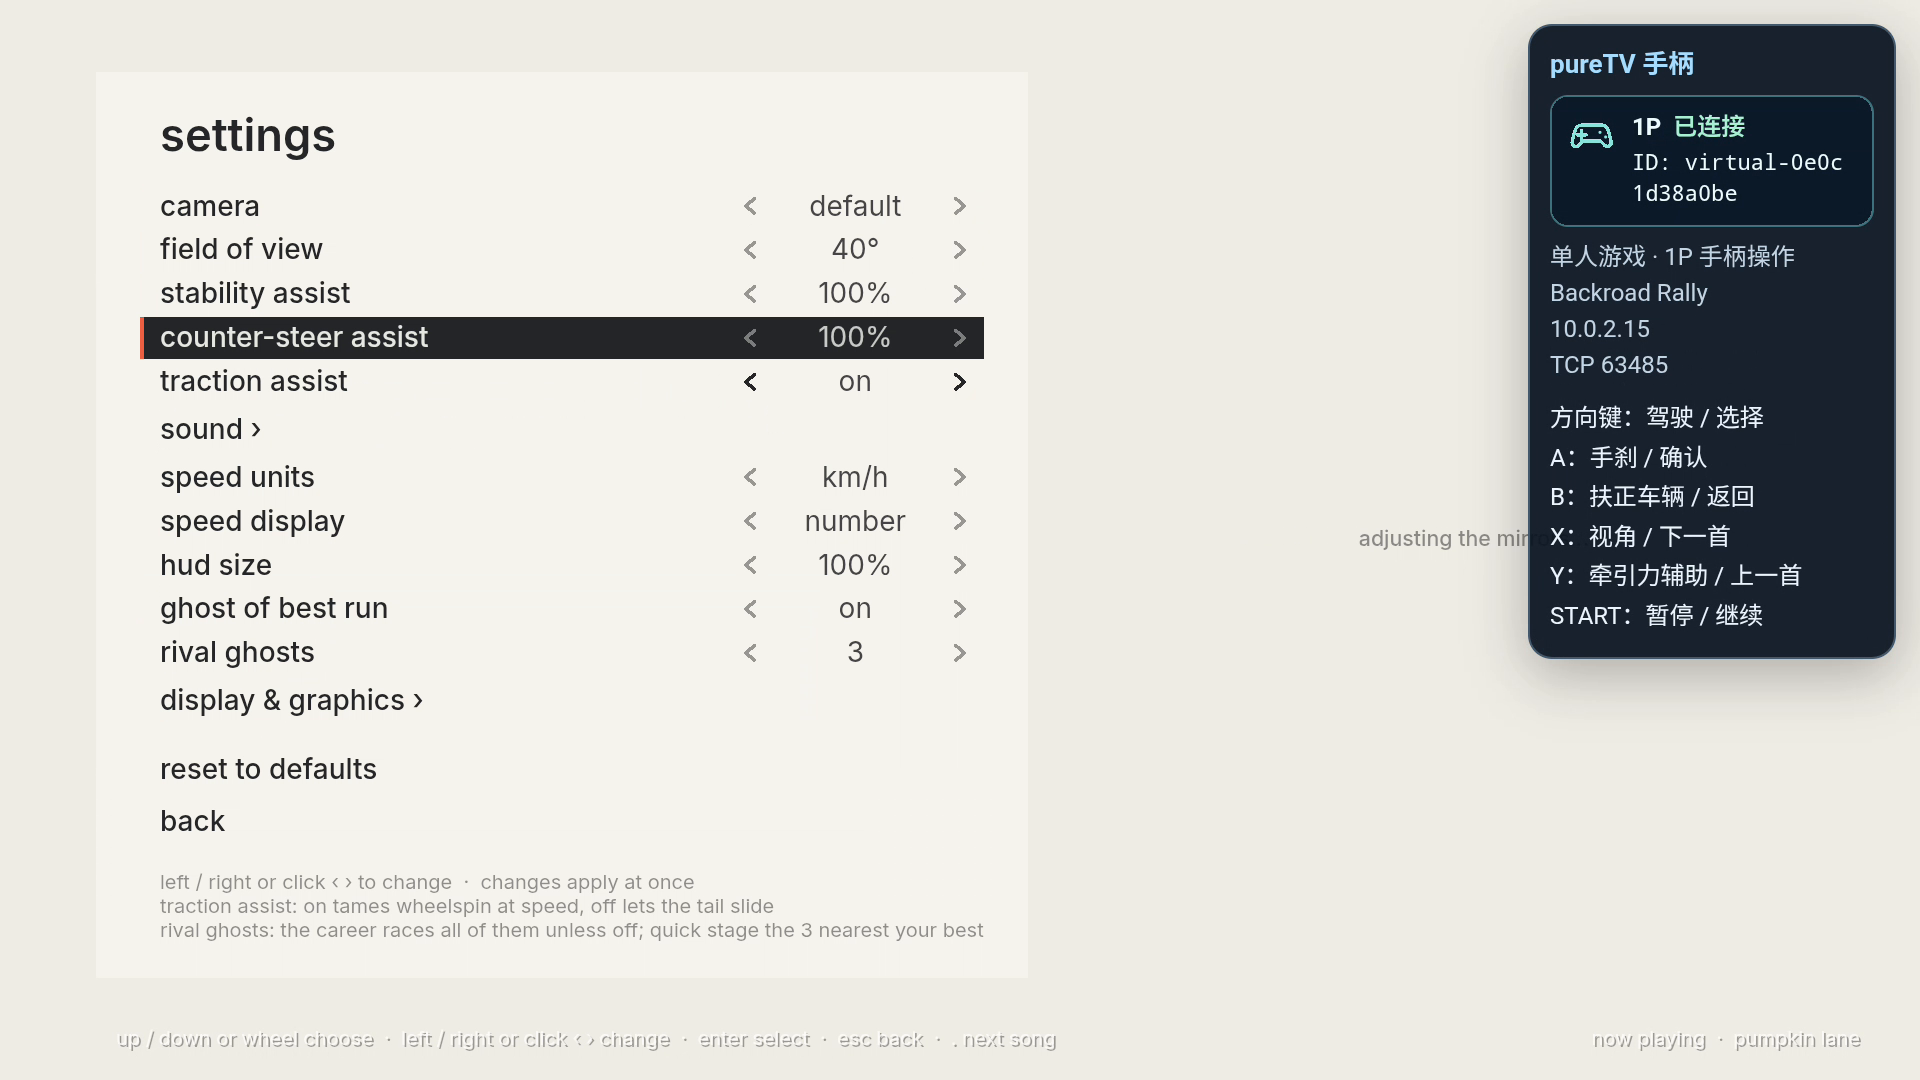 settings
camera < default >
field of view < 40° >
stability assist < 100% >
counter-steer assist < 100% >
traction assist < on >
sound ›
speed units < km/h >
speed display < number >
hud size < 100% >
ghost of best run < on >
rival ghosts < 3 >
display & graphics ›
reset to defaults
back
left / right or click ‹ › to change · changes apply at once
traction assist: on tames wheelspin at speed, off lets the tail slide
rival ghosts: the career races all of them unless off; quick stage the 3 nearest your best
adjusting the
pureTV 手柄
1P 已连接
ID: virtual-0e0c
1d38a0be
单人游戏 · 1P 手柄操作
Backroad Rally
10.0.2.15
TCP 63485
方向键：驾驶 / 选择
A：手刹 / 确认
B：扶正车辆 / 返回
X：视角 / 下一首
Y：牵引力辅助 / 上一首
START：暂停 / 继续
up / down or wheel choose · left / right or click ‹ › change · enter select · esc back · . next song
now playing · pumpkin lane